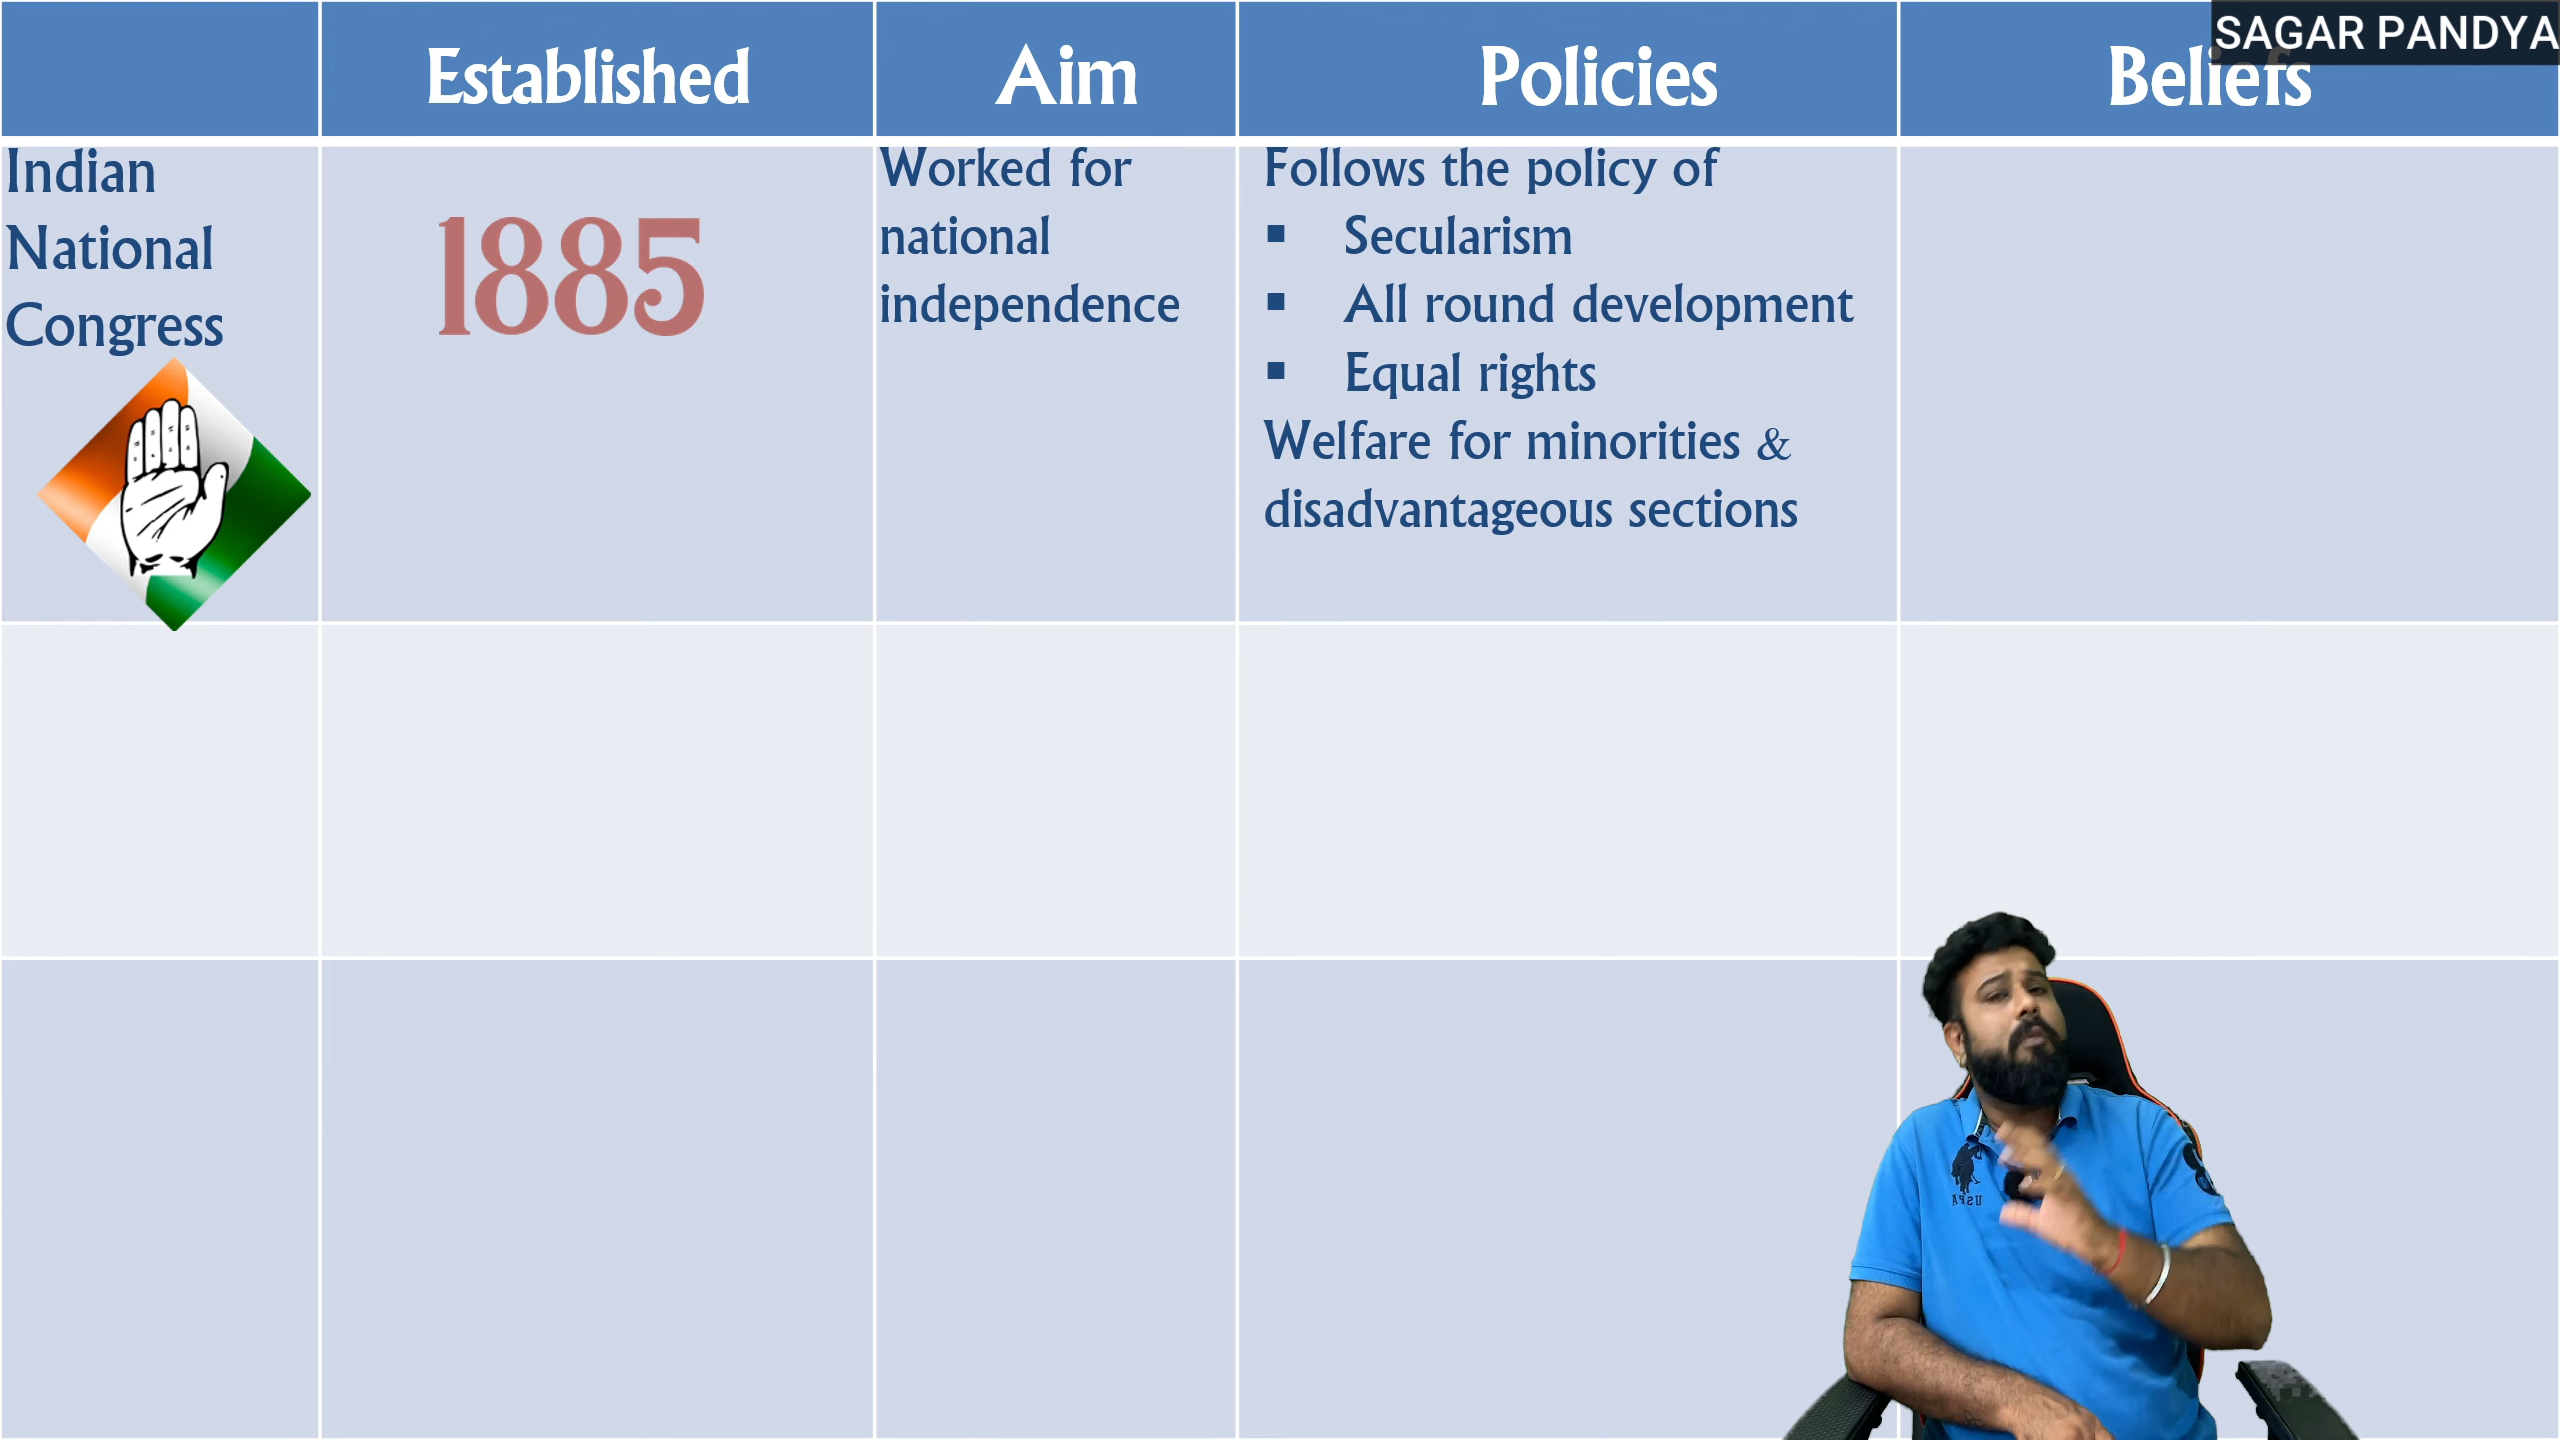 SAGAR PANDYA
Established
Aim
Policies
Beliefs
Indian
National
Congress
1885
Worked for
national
independence
Follows the policy of
▪ Secularism
▪ All round development
▪ Equal rights
Welfare for minorities &
disadvantageous sections
USPA